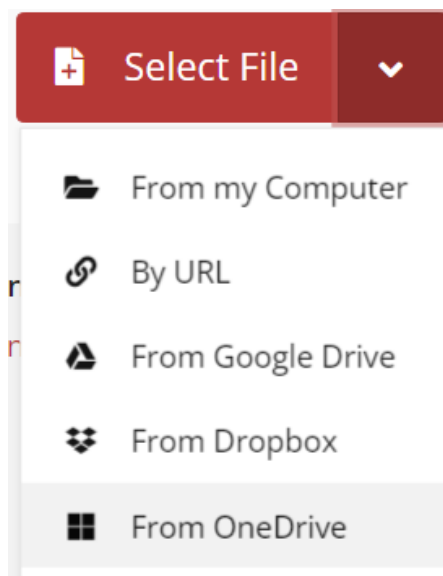 Select File
From my Computer
By URL
From Google Drive
From Dropbox
From OneDrive